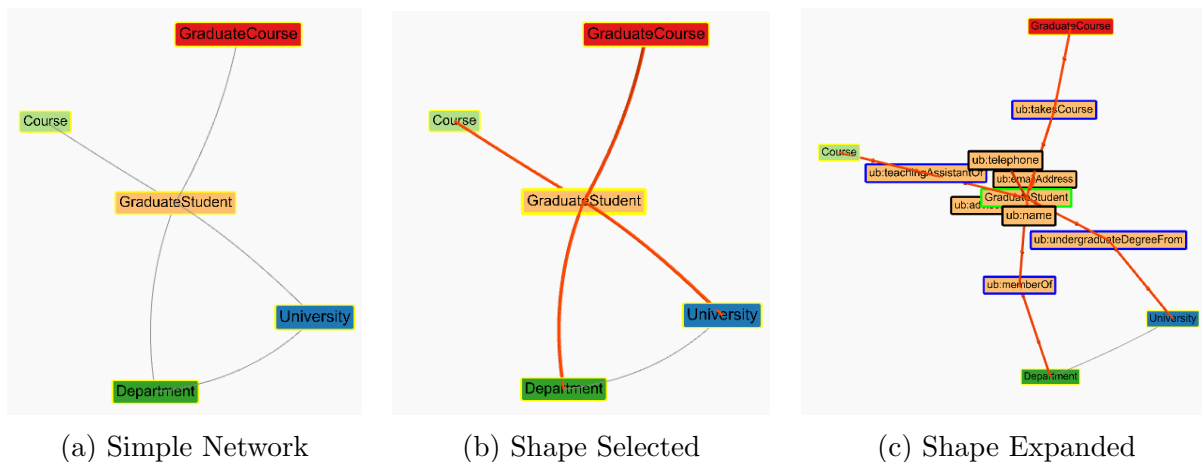 GraduateCourse
Course
GraduateStudent
University
Department
(a) Simple Network
GraduateCourse
Course
GraduateStudent
University
Department
(b) Shape Selected
GraduateCourse
ub:takesCourse
Course
ub:telephone
ub:teachingAssistantOf
ub:emailAddress
GraduateStudent
ub:name
ub:undergraduateDegreeFrom
ub:memberOf
University
Department
(c) Shape Expanded